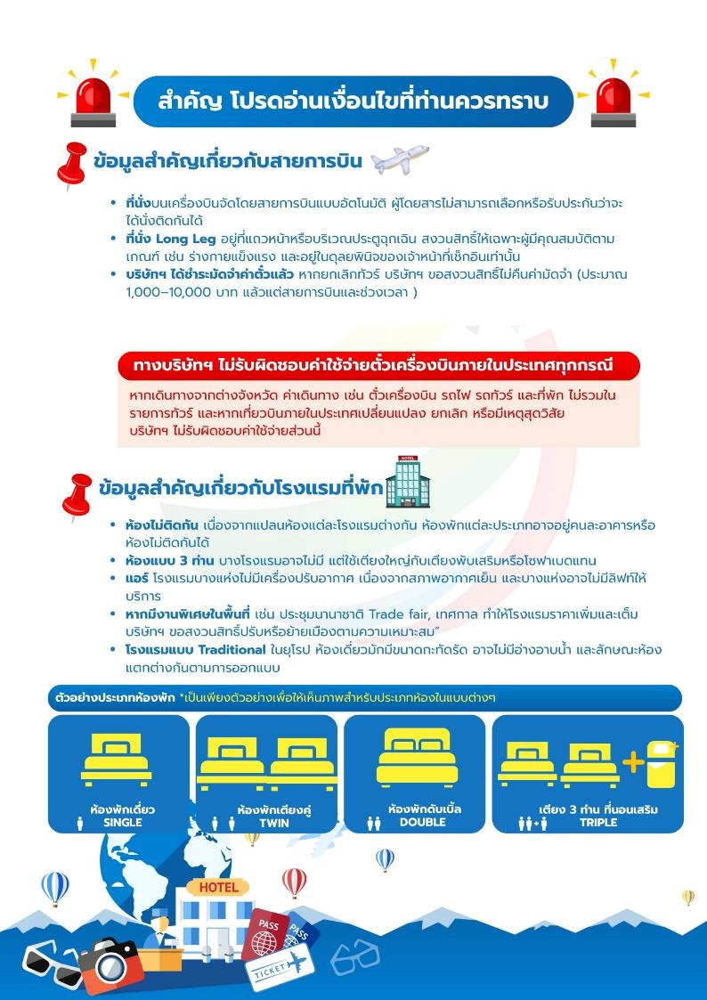 สำคัญ โปรดอ่านเงื่อนไขที่ท่านควรทราบ
ข้อมูลสำคัญเกี่ยวกับสายการบิน
• ที่นั่งบนเครื่องบินจัดโดยสายการบินแบบอัตโนมัติ ผู้โดยสารไม่สามารถเลือกหรือรับประกันว่าจะ
ได้นั่งติดกันได้
• ที่นั่ง Long Leg อยู่ที่แถวหน้าหรือบริเวณประตูฉุกเฉิน สงวนสิทธิ์ให้เฉพาะผู้มีคุณสมบัติตาม
เกณฑ์ เช่น ร่างกายแข็งแรง และอยู่ในดุลยพินิจของเจ้าหน้าที่เช็กอินเท่านั้น
• บริษัทฯ ได้ชำระมัดจำค่าตั๋วแล้ว หากยกเลิกทัวร์ บริษัทฯ ขอสงวนสิทธิ์ไม่คืนค่ามัดจำ (ประมาณ
1,000–10,000 บาท แล้วแต่สายการบินและช่วงเวลา )
ทางบริษัทฯ ไม่รับผิดชอบค่าใช้จ่ายตั๋วเครื่องบินภายในประเทศทุกกรณี
หากเดินทางจากต่างจังหวัด ค่าเดินทาง เช่น ตั๋วเครื่องบิน รถไฟ รถทัวร์ และที่พัก ไม่รวมใน
รายการทัวร์ และหากเที่ยวบินภายในประเทศเปลี่ยนแปลง ยกเลิก หรือมีเหตุสุดวิสัย
บริษัทฯ ไม่รับผิดชอบค่าใช้จ่ายส่วนนี้
HOTEL
ข้อมูลสำคัญเกี่ยวกับโรงแรมที่พัก
• ห้องไม่ติดกัน เนื่องจากแปลนห้องแต่ละโรงแรมต่างกัน ห้องพักแต่ละประเภทอาจอยู่คนละอาคารหรือ
ห้องไม่ติดกันได้
• ห้องแบบ 3 ท่าน บางโรงแรมอาจไม่มี แต่ใช้เตียงใหญ่กับเตียงพับเสริมหรือโซฟาเบดแทน
• แอร์ โรงแรมบางแห่งไม่มีเครื่องปรับอากาศ เนื่องจากสภาพอากาศเย็น และบางแห่งอาจไม่มีลิฟท์ให้
บริการ
• หากมีงานพิเศษในพื้นที่ เช่น ประชุมนานาชาติ Trade fair, เทศกาล ทำให้โรงแรมราคาเพิ่มและเต็ม
บริษัทฯ ขอสงวนสิทธิ์ปรับหรือย้ายเมืองตามความเหมาะสม”
• โรงแรมแบบ Traditional ในยุโรป ห้องเดี่ยวมักมีขนาดกะทัดรัด อาจไม่มีอ่างอาบน้ำ และลักษณะห้อง
แตกต่างกันตามการออกแบบ
ตัวอย่างประเภทห้องพัก *เป็นเพียงตัวอย่างเพื่อให้เห็นภาพสำหรับประเภทห้องในแบบต่างๆ
ห้องพักเดี่ยว
SINGLE
ห้องพักเตียงคู่
TWIN
ห้องพักดับเบิ้ล
DOUBLE
เตียง 3 ท่าน ที่นอนเสริม
TRIPLE
HOTEL
PASS
PASS
TICKET